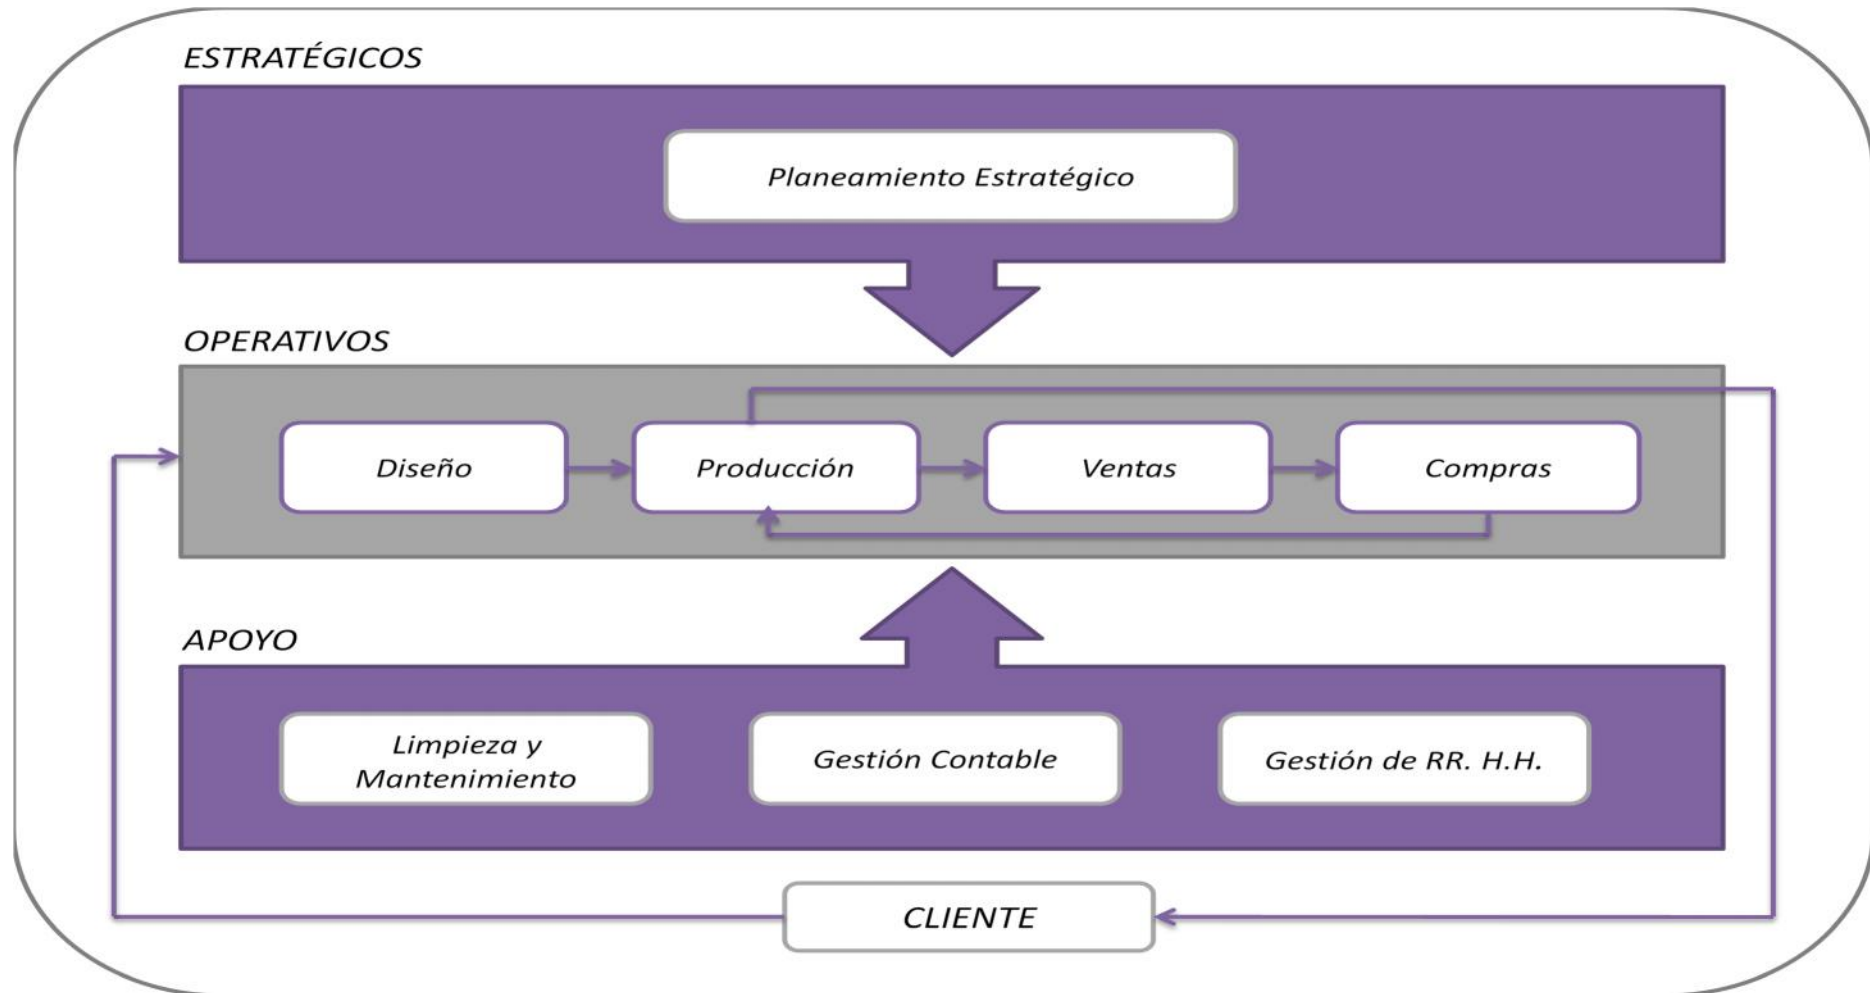 ESTRATÉGICOS
Planeamiento Estratégico
OPERATIVOS
Diseño
Producción
Ventas
Compras
APOYO
Limpieza y
Mantenimiento
Gestión Contable
Gestión de RR. H.H.
CLIENTE